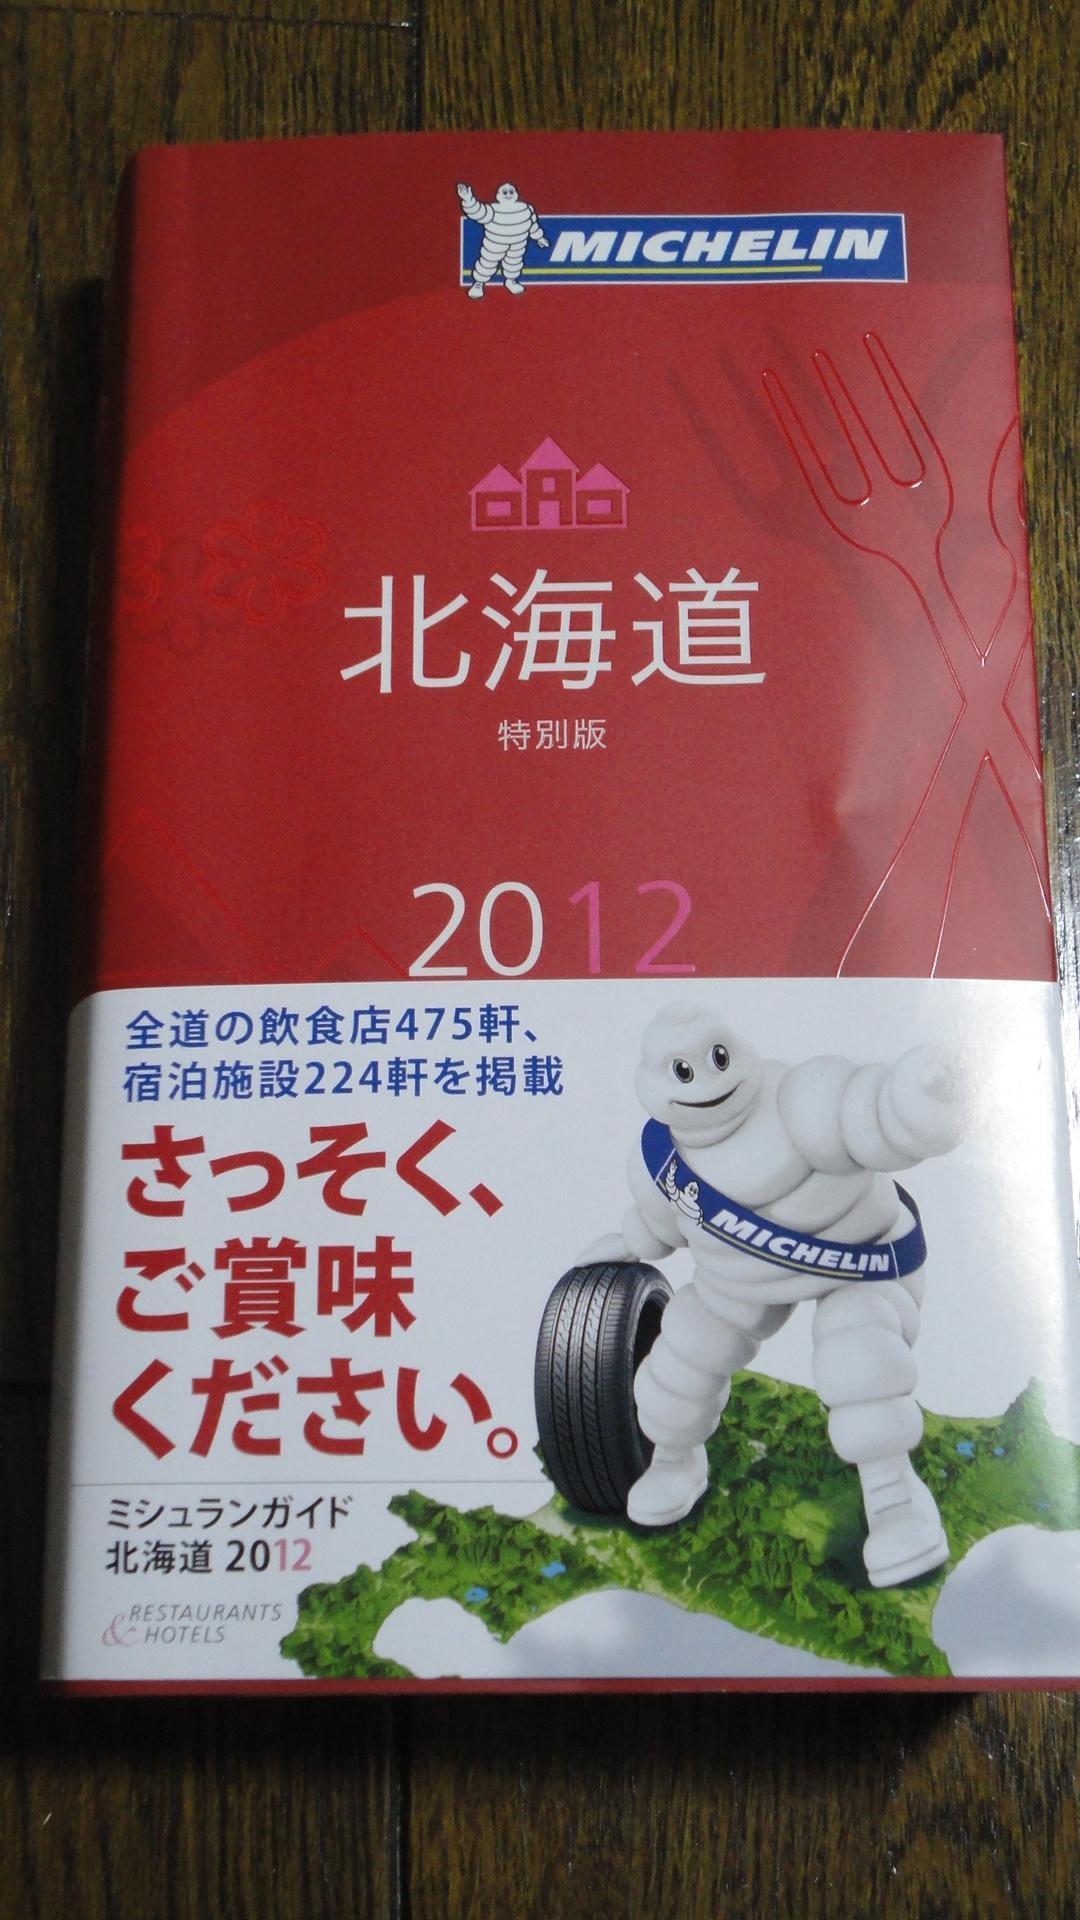 MICHELIN
北海道
特別版
2012
全道の飲食店475軒、
宿泊施設224軒を掲載
さっそく、
ご賞味
ください。
MICHELIN
ミシュランガイド
北海道 2012
RESTAURANTS
& HOTELS